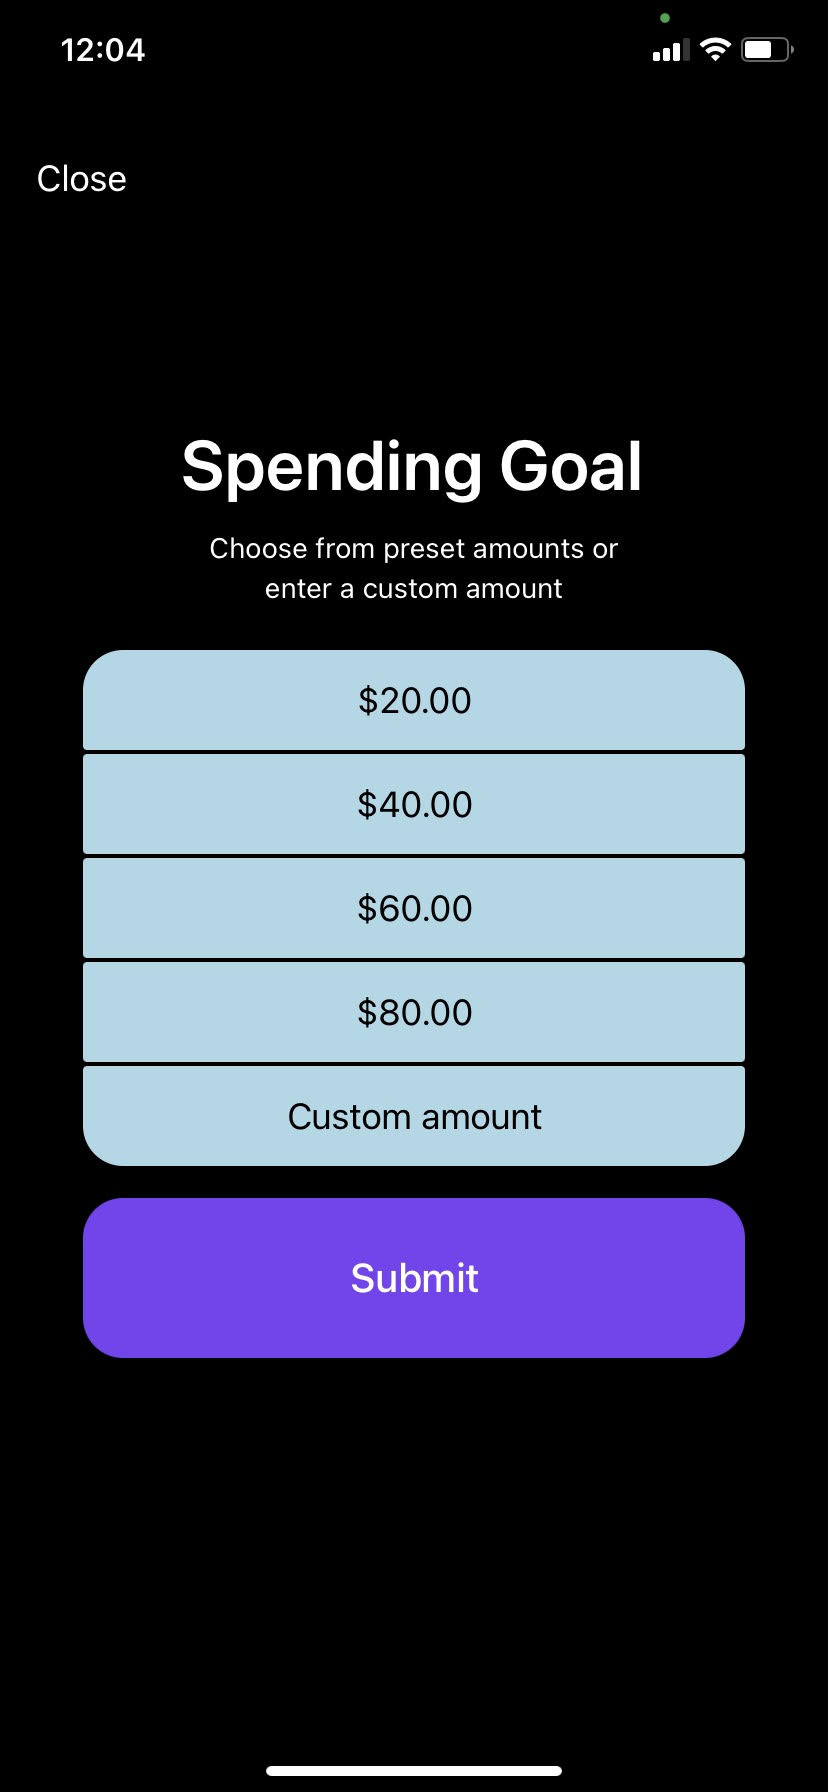 12:04
Close
Spending Goal
Choose from preset amounts or
enter a custom amount
$20.00
$40.00
$60.00
$80.00
Custom amount
Submit